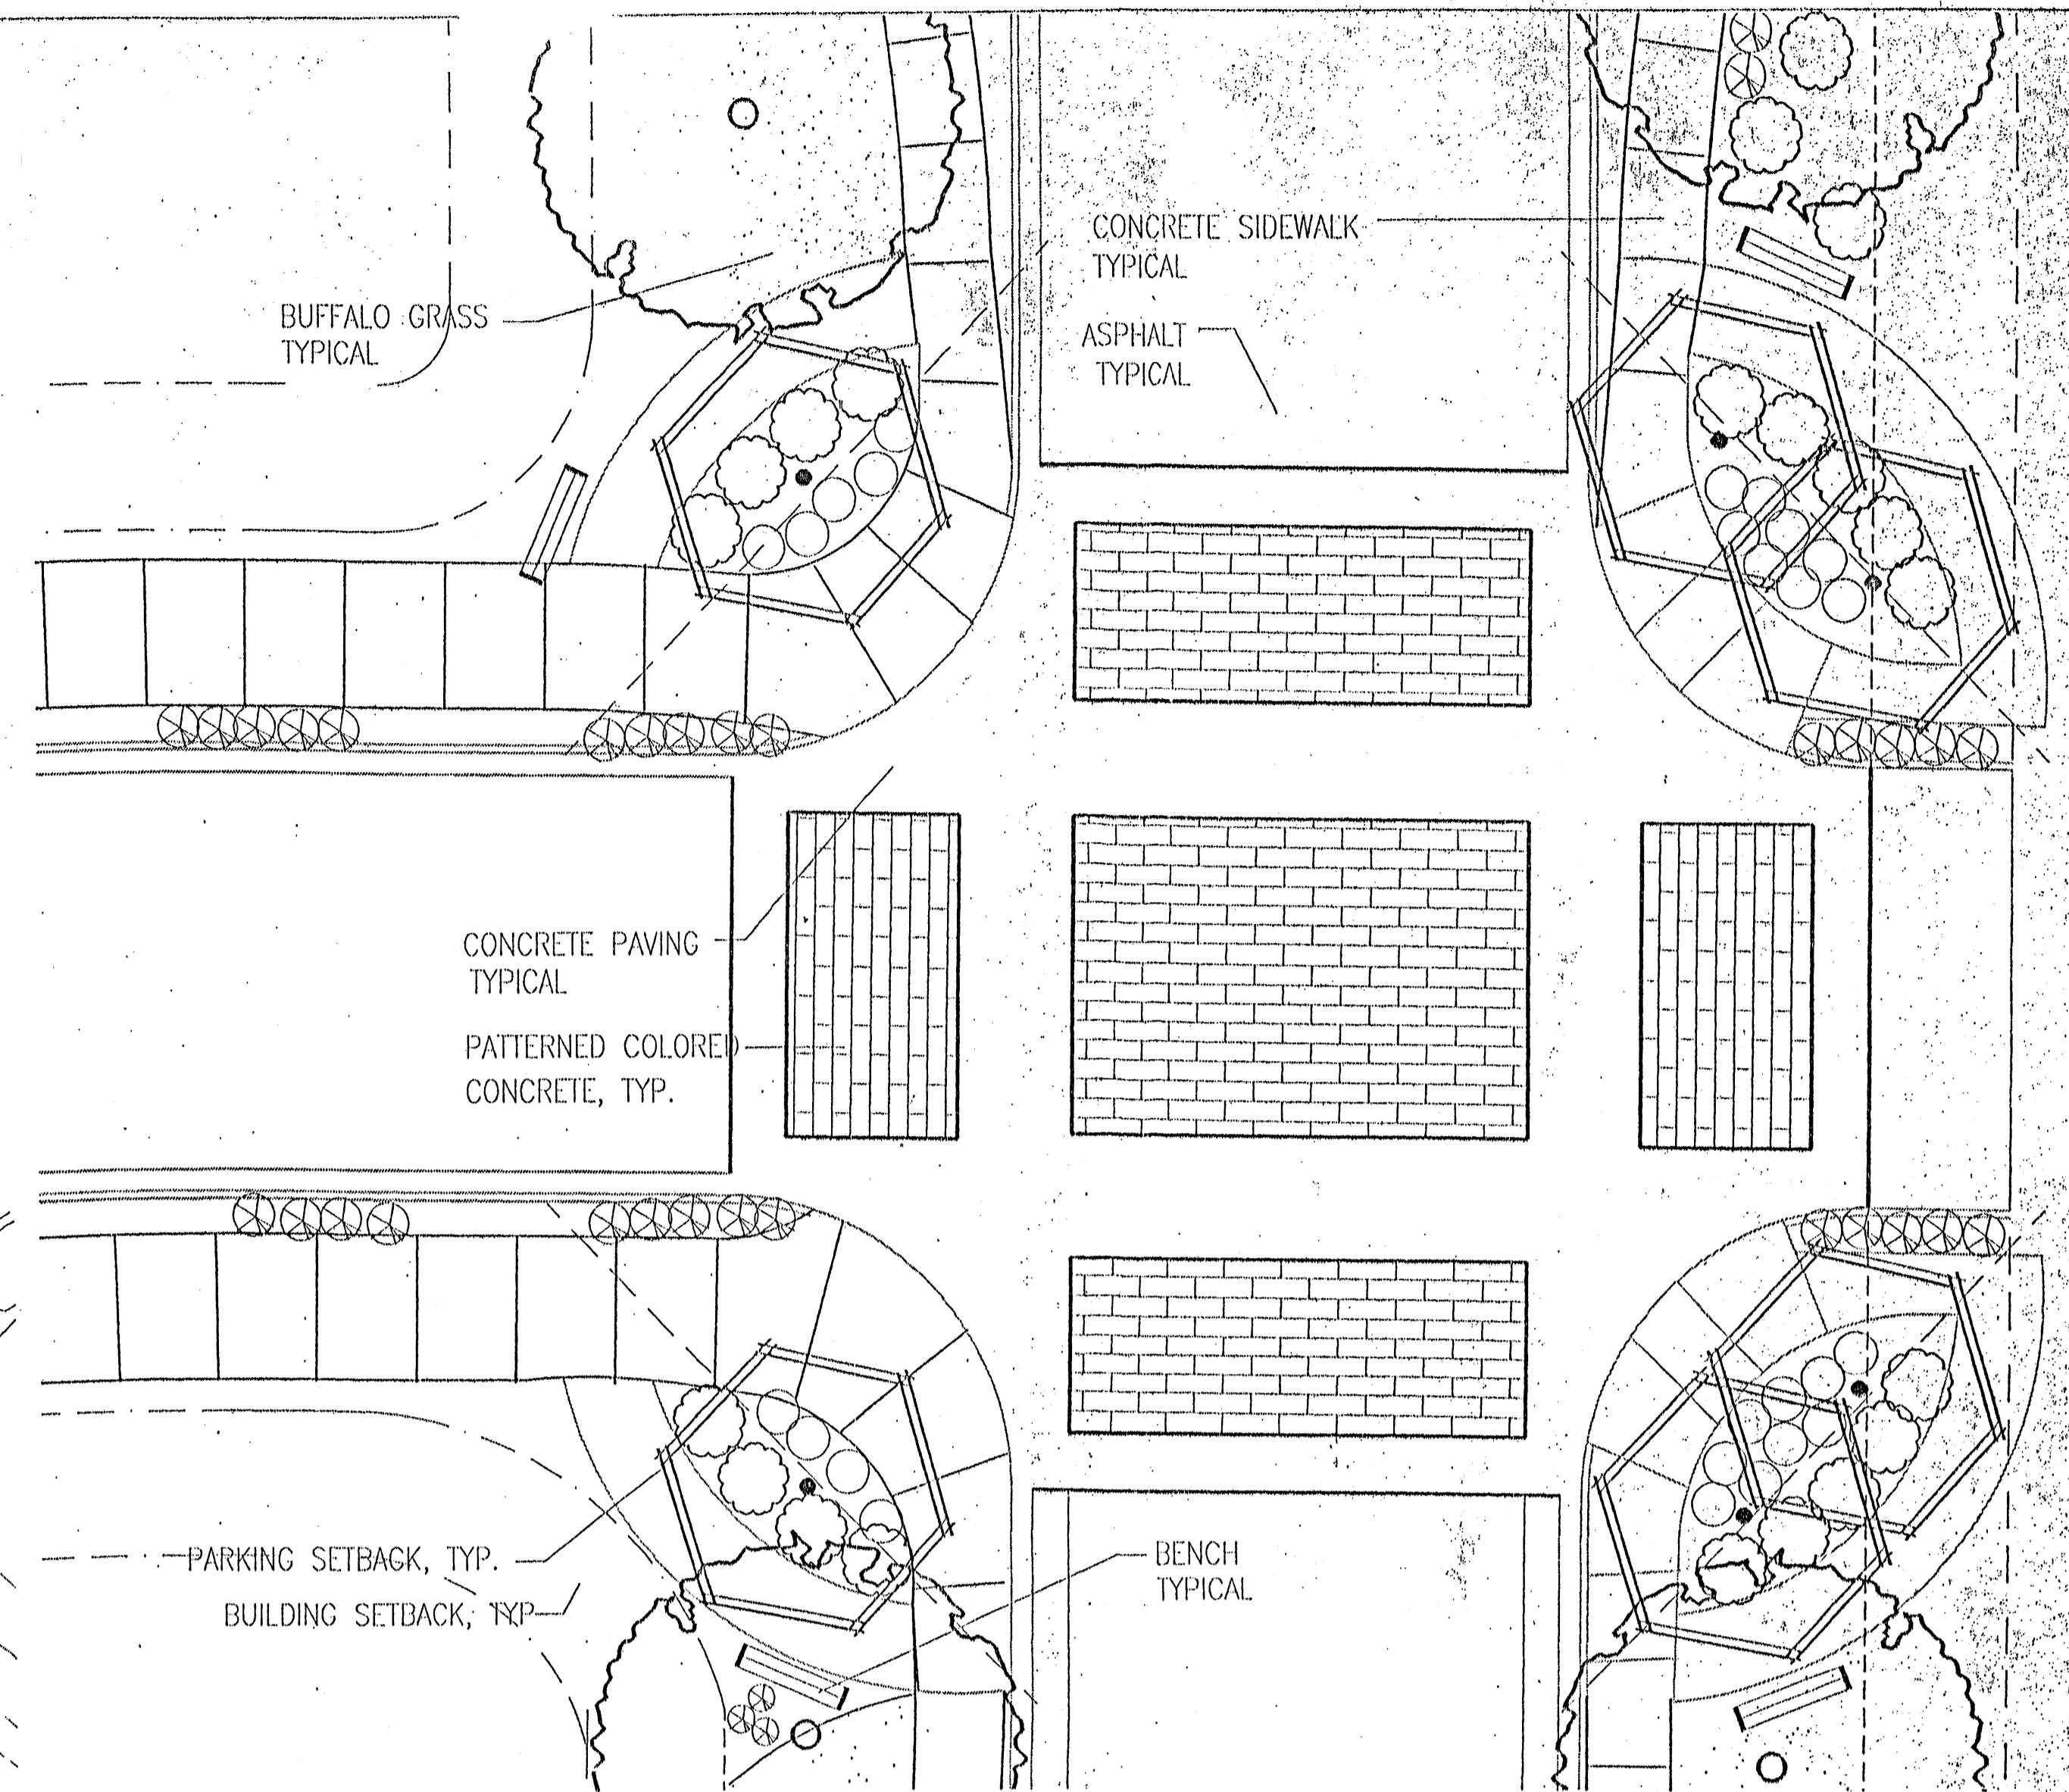 CONCRETE SIDEWALK
TYPICAL
BUFFALO GRASS
TYPICAL
ASPHALT
TYPICAL
CONCRETE PAVING
TYPICAL
PATTERNED COLORED
CONCRETE, TYP.
PARKING SETBACK, TYP.
BUILDING SETBACK, TYP
BENCH
TYPICAL